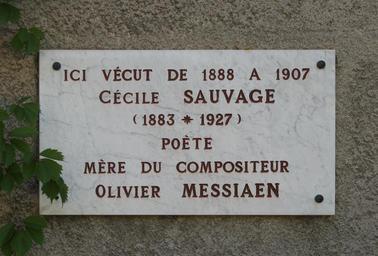 ICI VÉCUT DE 1888 A 1907
CÉCILE SAUVAGE
(1883 * 1927)
POÈTE
MÈRE DU COMPOSITEUR
OLIVIER MESSIAEN